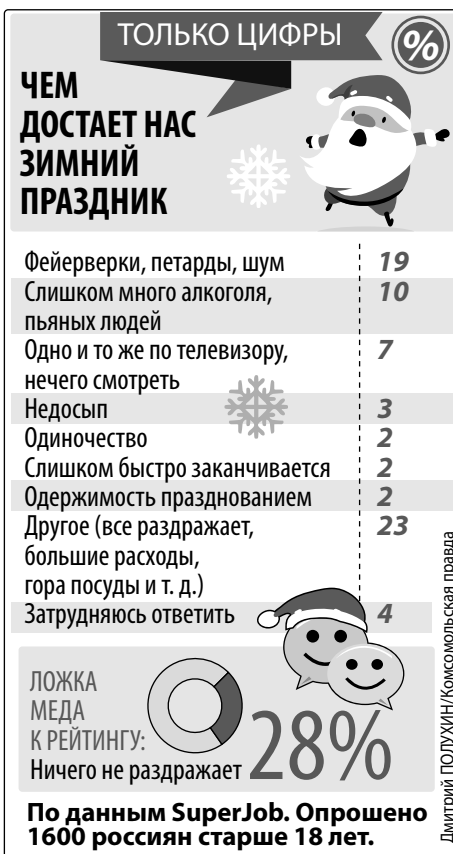 ТОЛЬКО ЦИФРЫ
%
ЧЕМ
ДОСТАЕТ НАС
ЗИМНИЙ
ПРАЗДНИК
Фейерверки, петарды, шум 19
Слишком много алкоголя, 10
пьяных людей
Одно и то же по телевизору, 7
нечего смотреть
Недосып 3
Одиночество 2
Слишком быстро заканчивается 2
Одержимость празднованием 2
Другое (все раздражает, 23
большие расходы,
гора посуды и т. д.)
Затрудняюсь ответить 4
ЛОЖКА
МЕДА
К РЕЙТИНГУ:
Ничего не раздражает 28%
По данным SuperJob. Опрошено
1600 россиян старше 18 лет.
Дмитрий ПОЛУХИН/Комсомольская правда